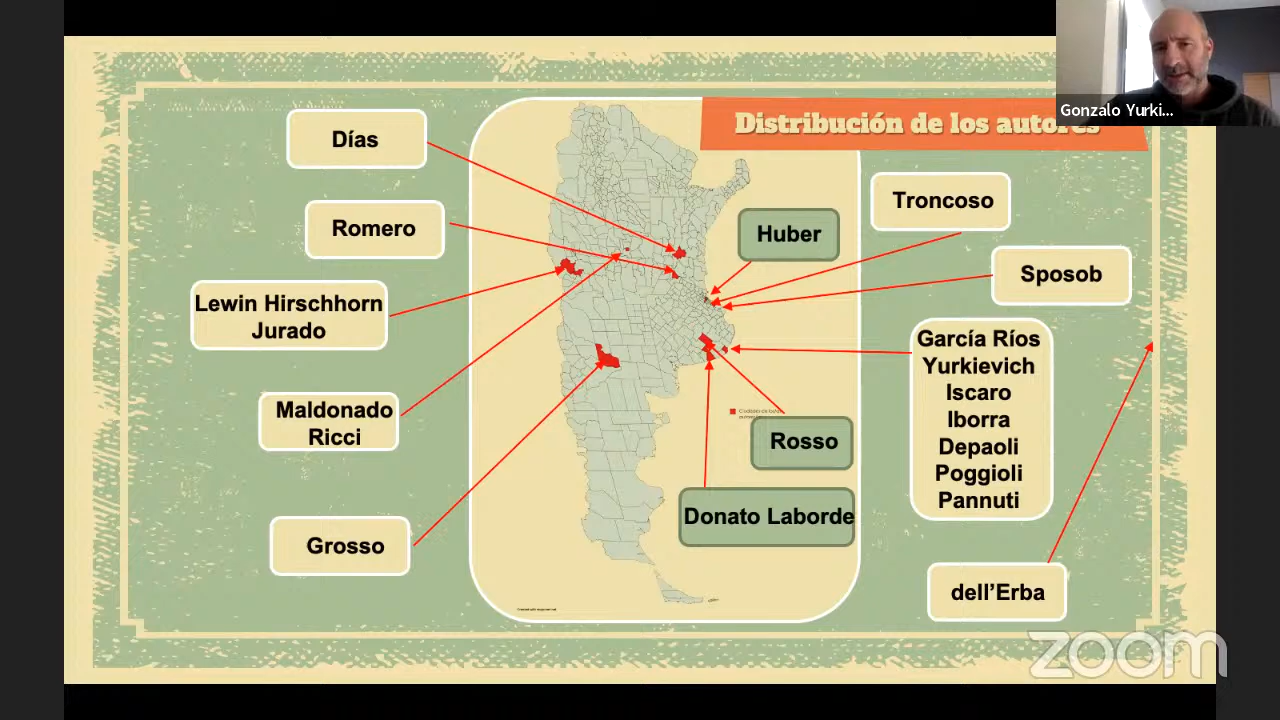 Gonzalo Yurki...
Distribución de los autores
Días
Romero
Lewin Hirschhorn
Jurado
Maldonado
Ricci
Grosso
Huber
Troncoso
Sposob
García Ríos
Yurkievich
Iscaro
Iborra
Depaoli
Poggioli
Pannuti
Rosso
Donato Laborde
dell’Erba
zoom